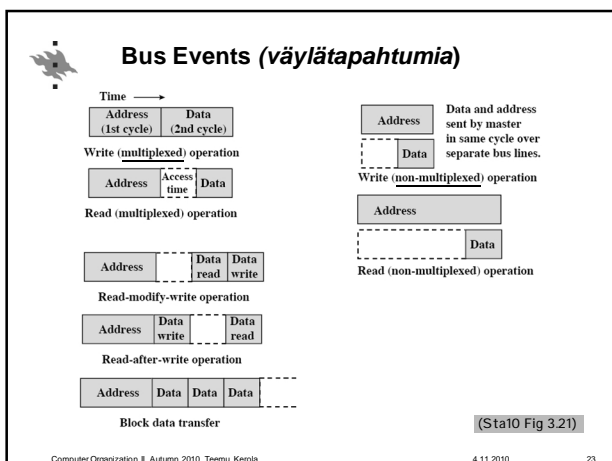 Bus Events (väylätapahtumia)
Time
Address Data
(1st cycle) (2nd cycle)
Write (multiplexed) operation
Address Access time Data
Read (multiplexed) operation
Address Data read Data write
Read-modify-write operation
Address Data write Data read
Read-after-write operation
Address Data Data Data
Block data transfer
Address
Data
Data and address
sent by master
in same cycle over
separate bus lines.
Write (non-multiplexed) operation
Address
Data
Read (non-multiplexed) operation
(Sta10 Fig 3.21)
Computer Organization II, Autumn 2010, Teemu Kerola 4.11.2010 23